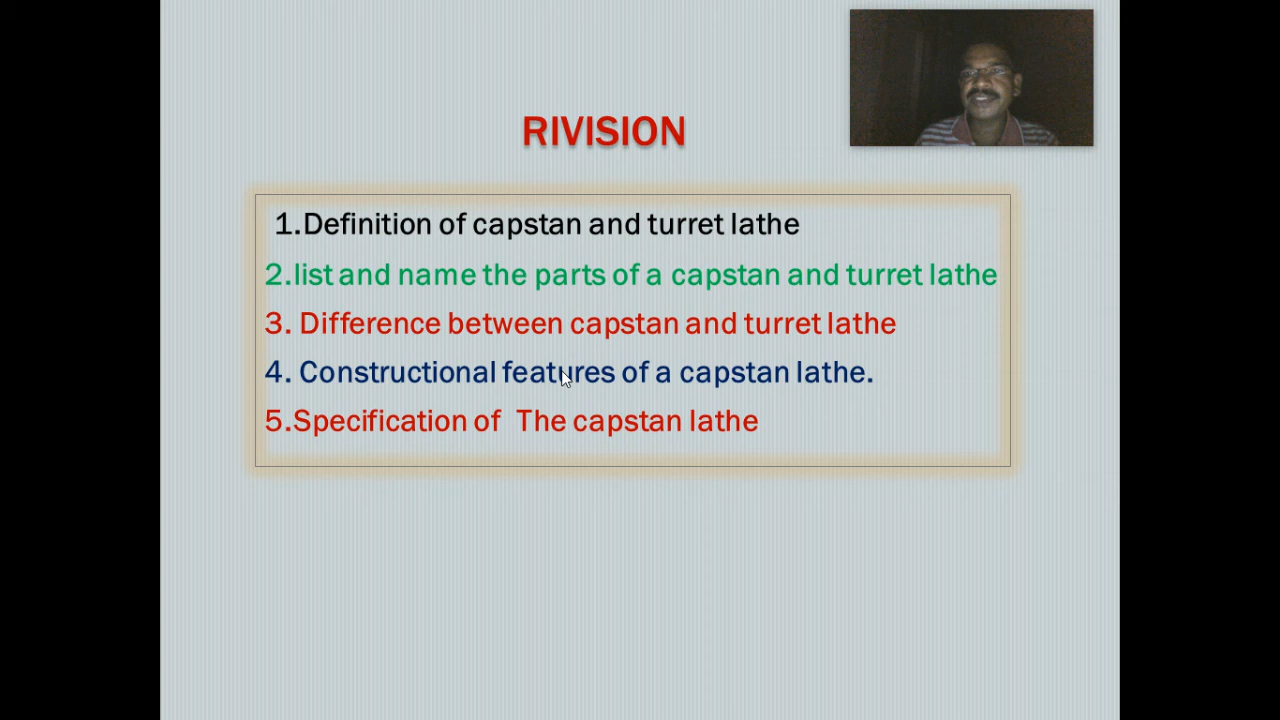 RIVISION
1.Definition of capstan and turret lathe
2.list and name the parts of a capstan and turret lathe
3. Difference between capstan and turret lathe
4. Constructional features of a capstan lathe.
5.Specification of The capstan lathe